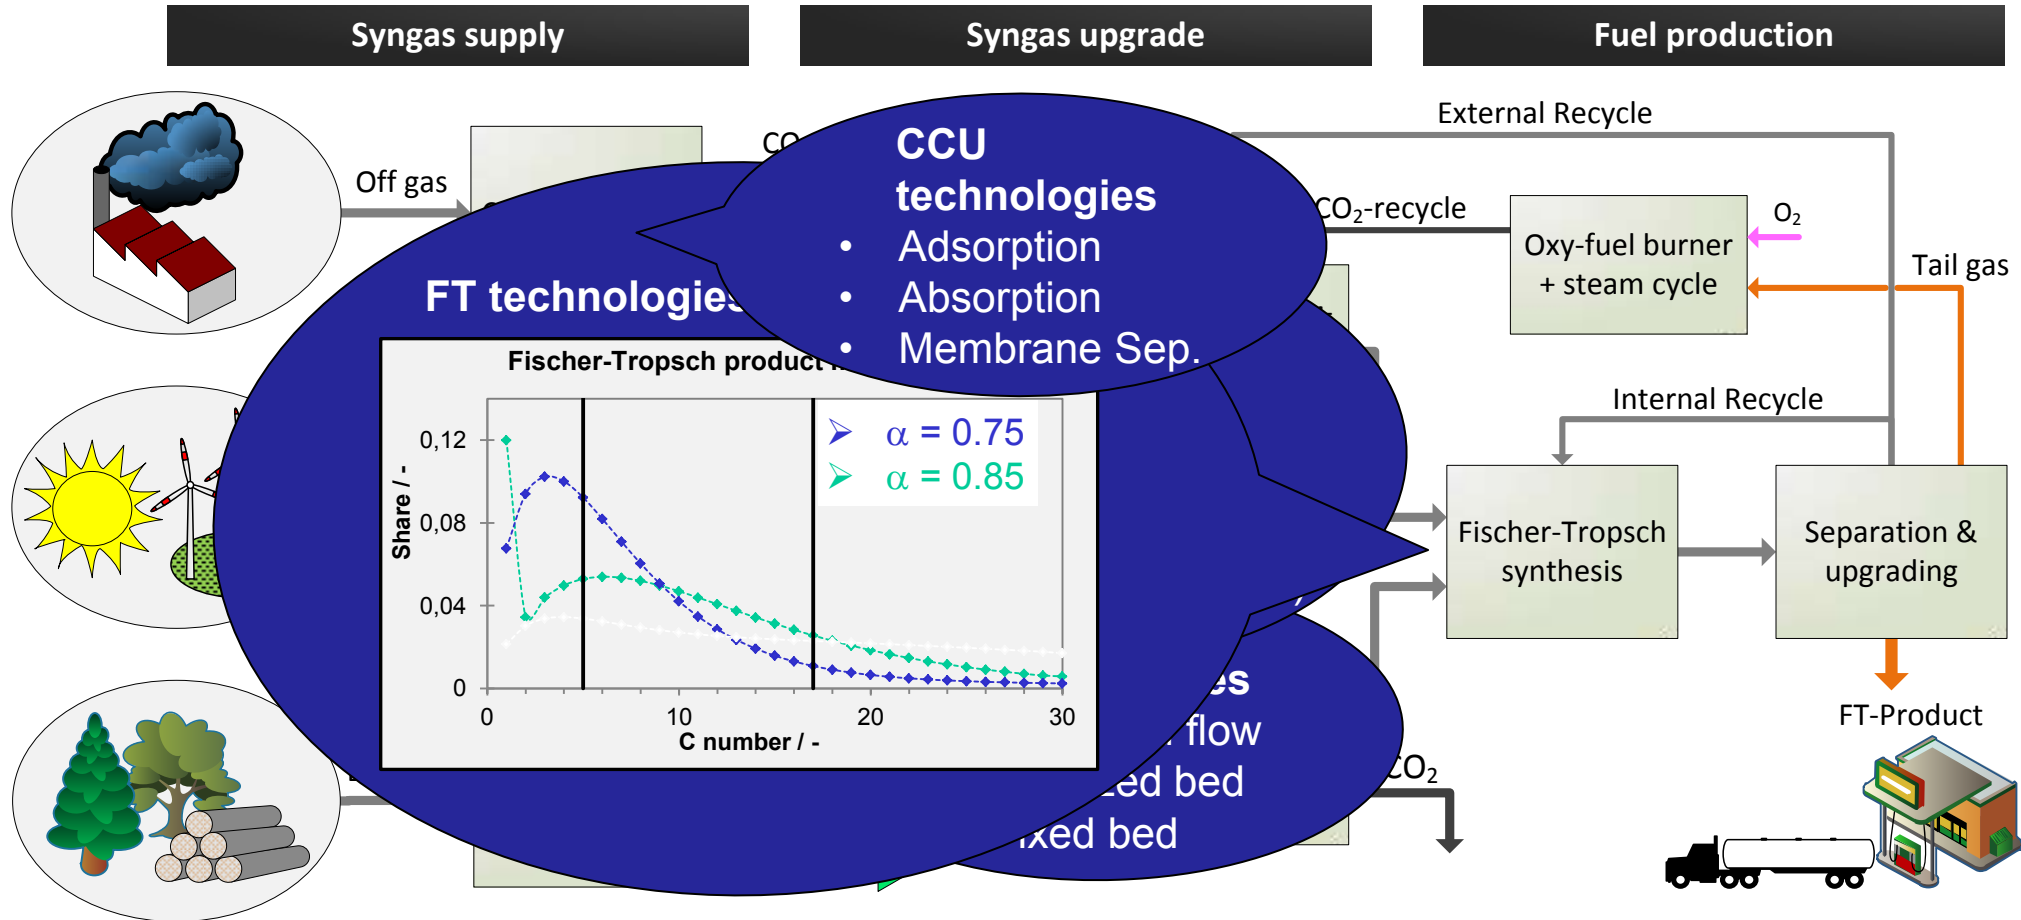 Syngas supply
Syngas upgrade
Fuel production
External Recycle
Off gas
CCU
technologies
• Adsorption
• Absorption
• Membrane Sep.
CO₂-recycle
Oxy-fuel burner
+ steam cycle
O₂
Tail gas
FT technologies
Fischer-Tropsch product
Share / -
0,12
0,08
0,04
0
0
10
20
30
C number / -
➢ α = 0.75
➢ α = 0.85
Internal Recycle
Fischer-Tropsch
synthesis
Separation &
upgrading
flow
bed
bed
CO₂
FT-Product